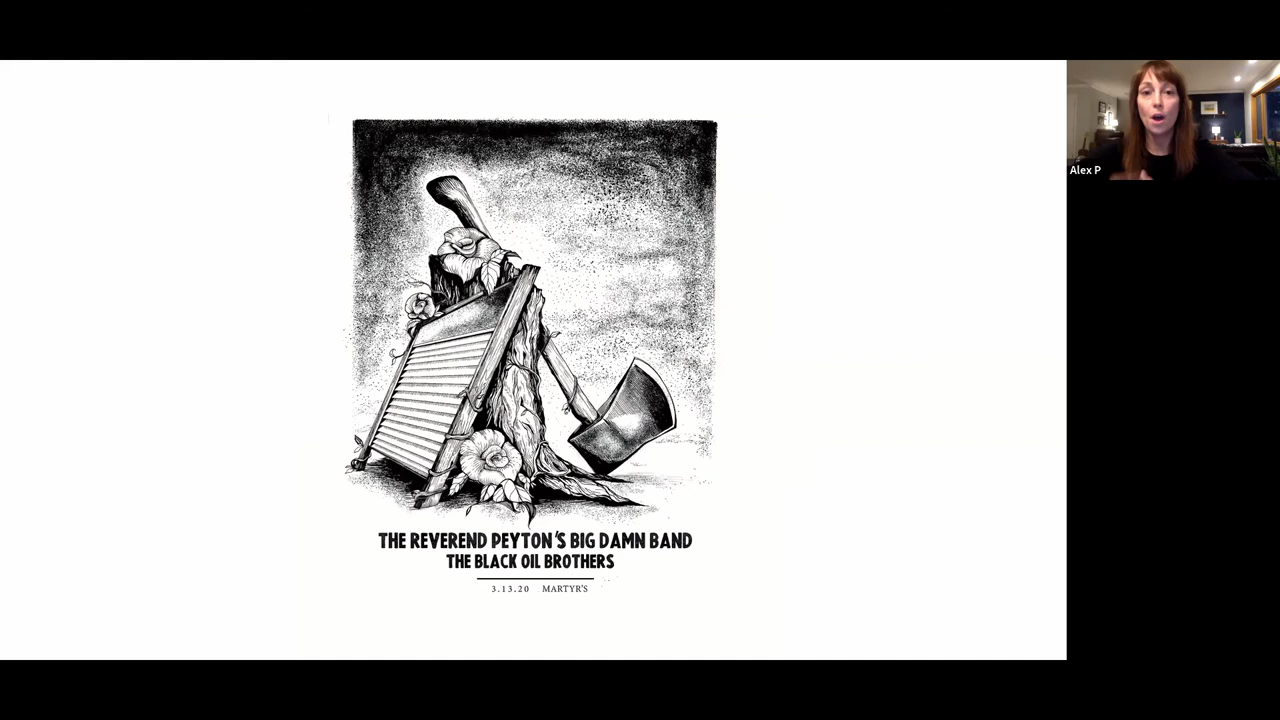 THE REVEREND PEYTON'S BIG DAMN BAND
THE BLACK OIL BROTHERS
3.13.20 MARTYR'S
Alex P